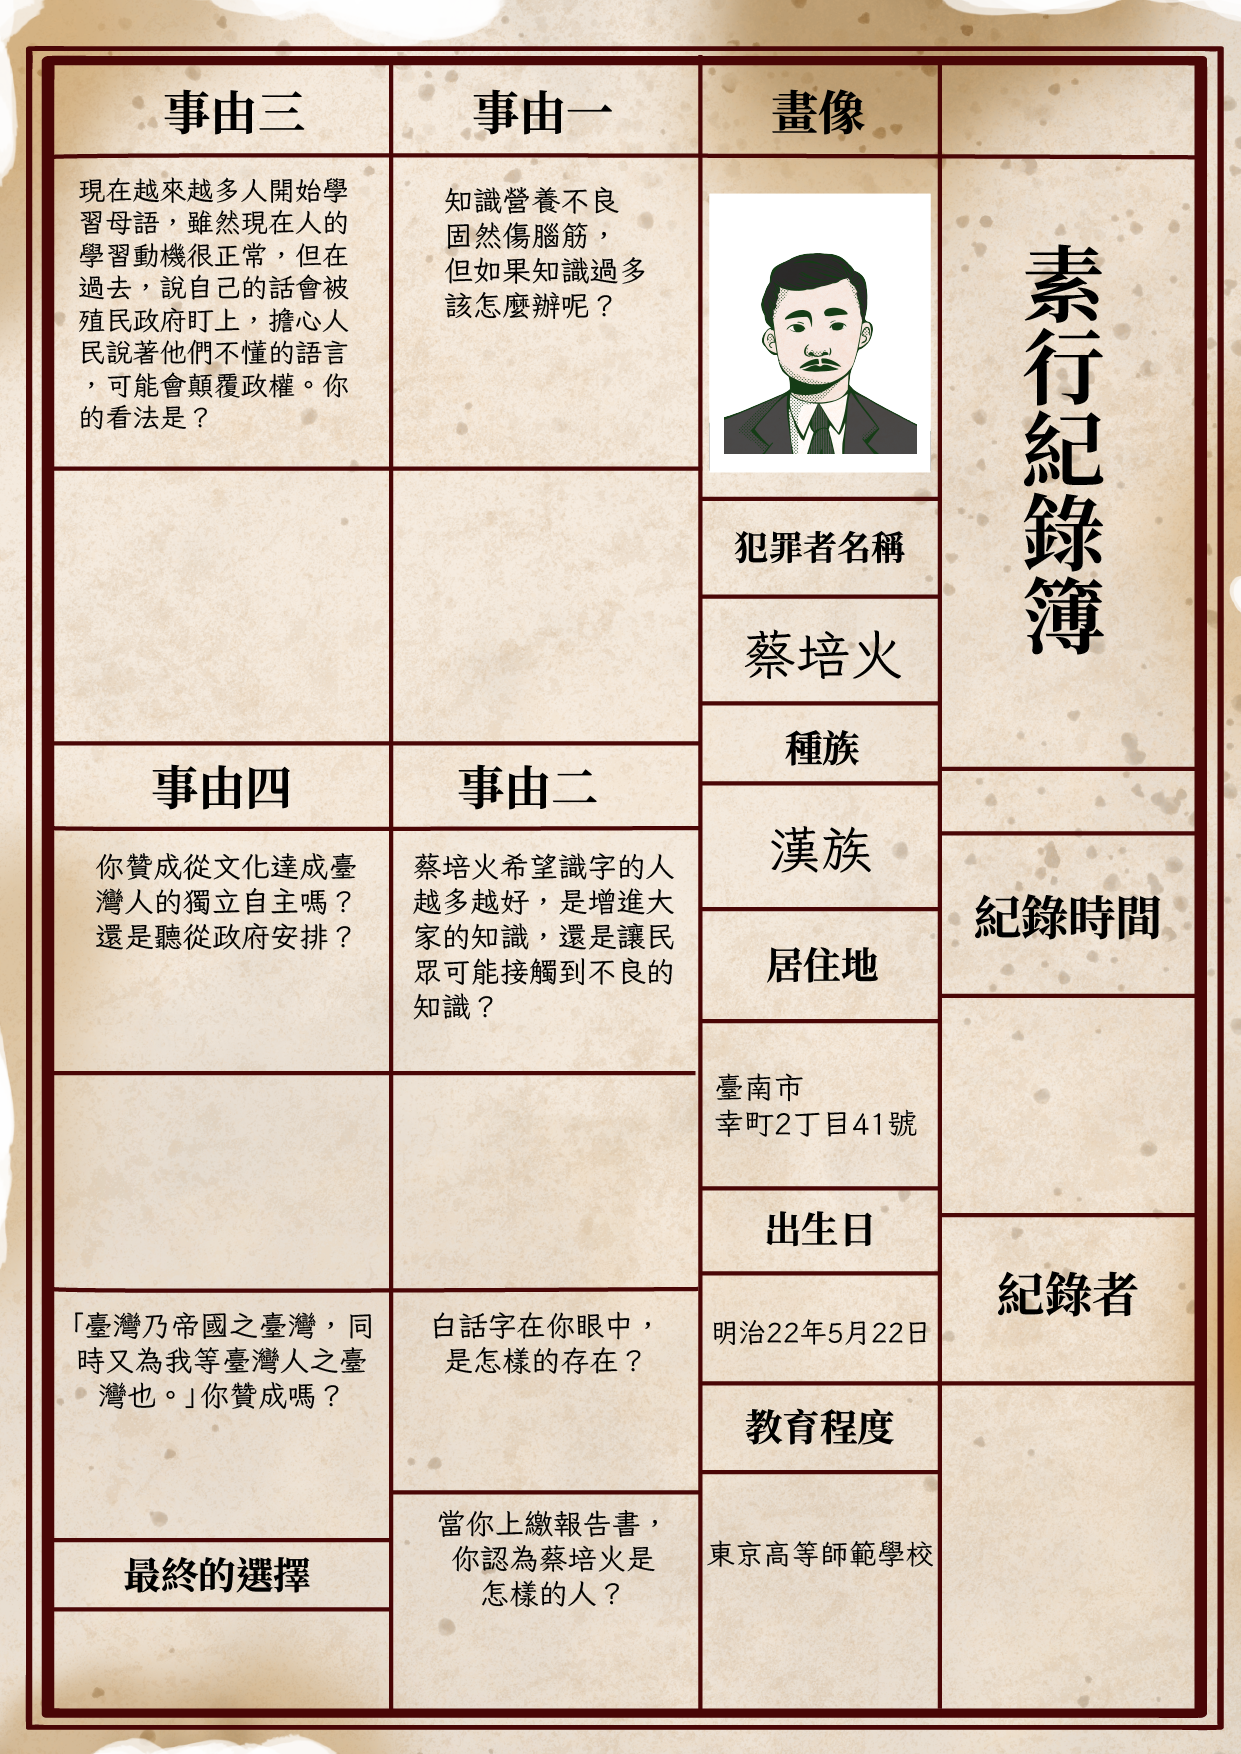 素行紀錄簿
紀錄時間
紀錄者
畫像
犯罪者名稱
蔡培火
種族
漢族
居住地
臺南市
幸町2丁目41號
出生日
明治22年5月22日
教育程度
東京高等師範學校
事由一
知識營養不良
固然傷腦筋，
但如果知識過多
該怎麼辦呢？
事由二
蔡培火希望識字的人
越多越好，是增進大
家的知識，還是讓民
眾可能接觸到不良的
知識？
白話字在你眼中，
是怎樣的存在？
當你上繳報告書，
你認為蔡培火是
怎樣的人？
事由三
現在越來越多人開始學
習母語，雖然現在人的
學習動機很正常，但在
過去，說自己的話會被
殖民政府盯上，擔心人
民說著他們不懂的語言
，可能會顛覆政權。你
的看法是？
事由四
你贊成從文化達成臺
灣人的獨立自主嗎？
還是聽從政府安排？
「臺灣乃帝國之臺灣，同
時又為我等臺灣人之臺
灣也。」你贊成嗎？
最終的選擇